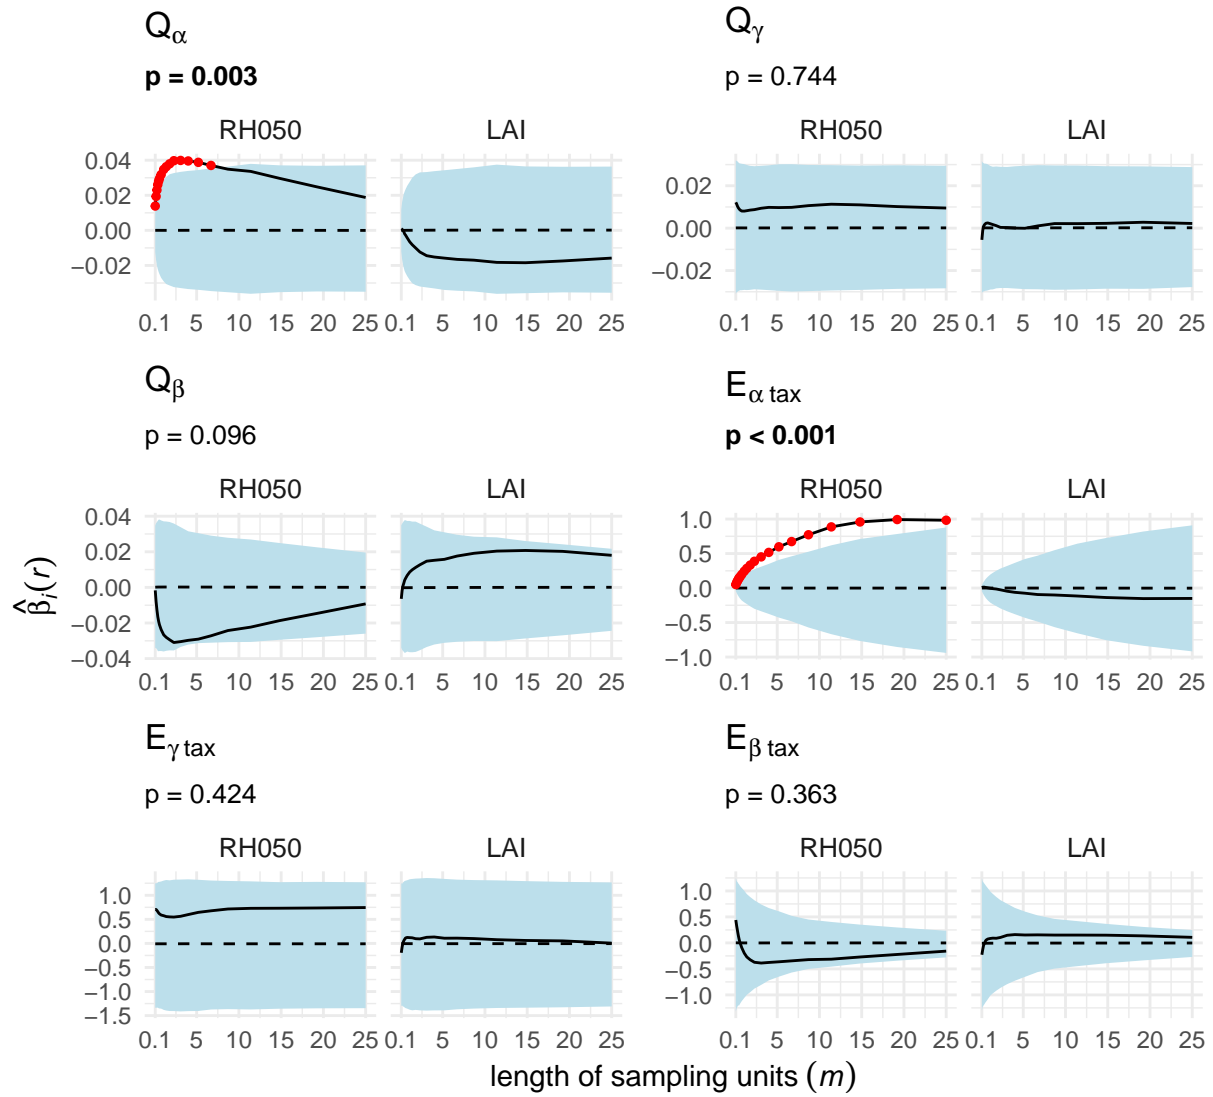 Qα
p = 0.003
RH050 LAI
0.04
0.02
0.00
−0.02
0.1 5 10 15 20 25 0.1 5 10 15 20 25
Qγ
p = 0.744
RH050 LAI
0.02
0.00
−0.02
0.1 5 10 15 20 25 0.1 5 10 15 20 25
Qβ
p = 0.096
RH050 LAI
0.04
0.02
0.00
−0.02
−0.04
0.1 5 10 15 20 25 0.1 5 10 15 20 25
Eα tax
p < 0.001
RH050 LAI
1.0
0.5
0.0
−0.5
−1.0
0.1 5 10 15 20 25 0.1 5 10 15 20 25
Eγ tax
p = 0.424
RH050 LAI
1.0
0.5
0.0
−0.5
−1.0
−1.5
0.1 5 10 15 20 25 0.1 5 10 15 20 25
Eβ tax
p = 0.363
RH050 LAI
1.0
0.5
0.0
−0.5
−1.0
0.1 5 10 15 20 25 0.1 5 10 15 20 25
β̂i(r)
length of sampling units (m)